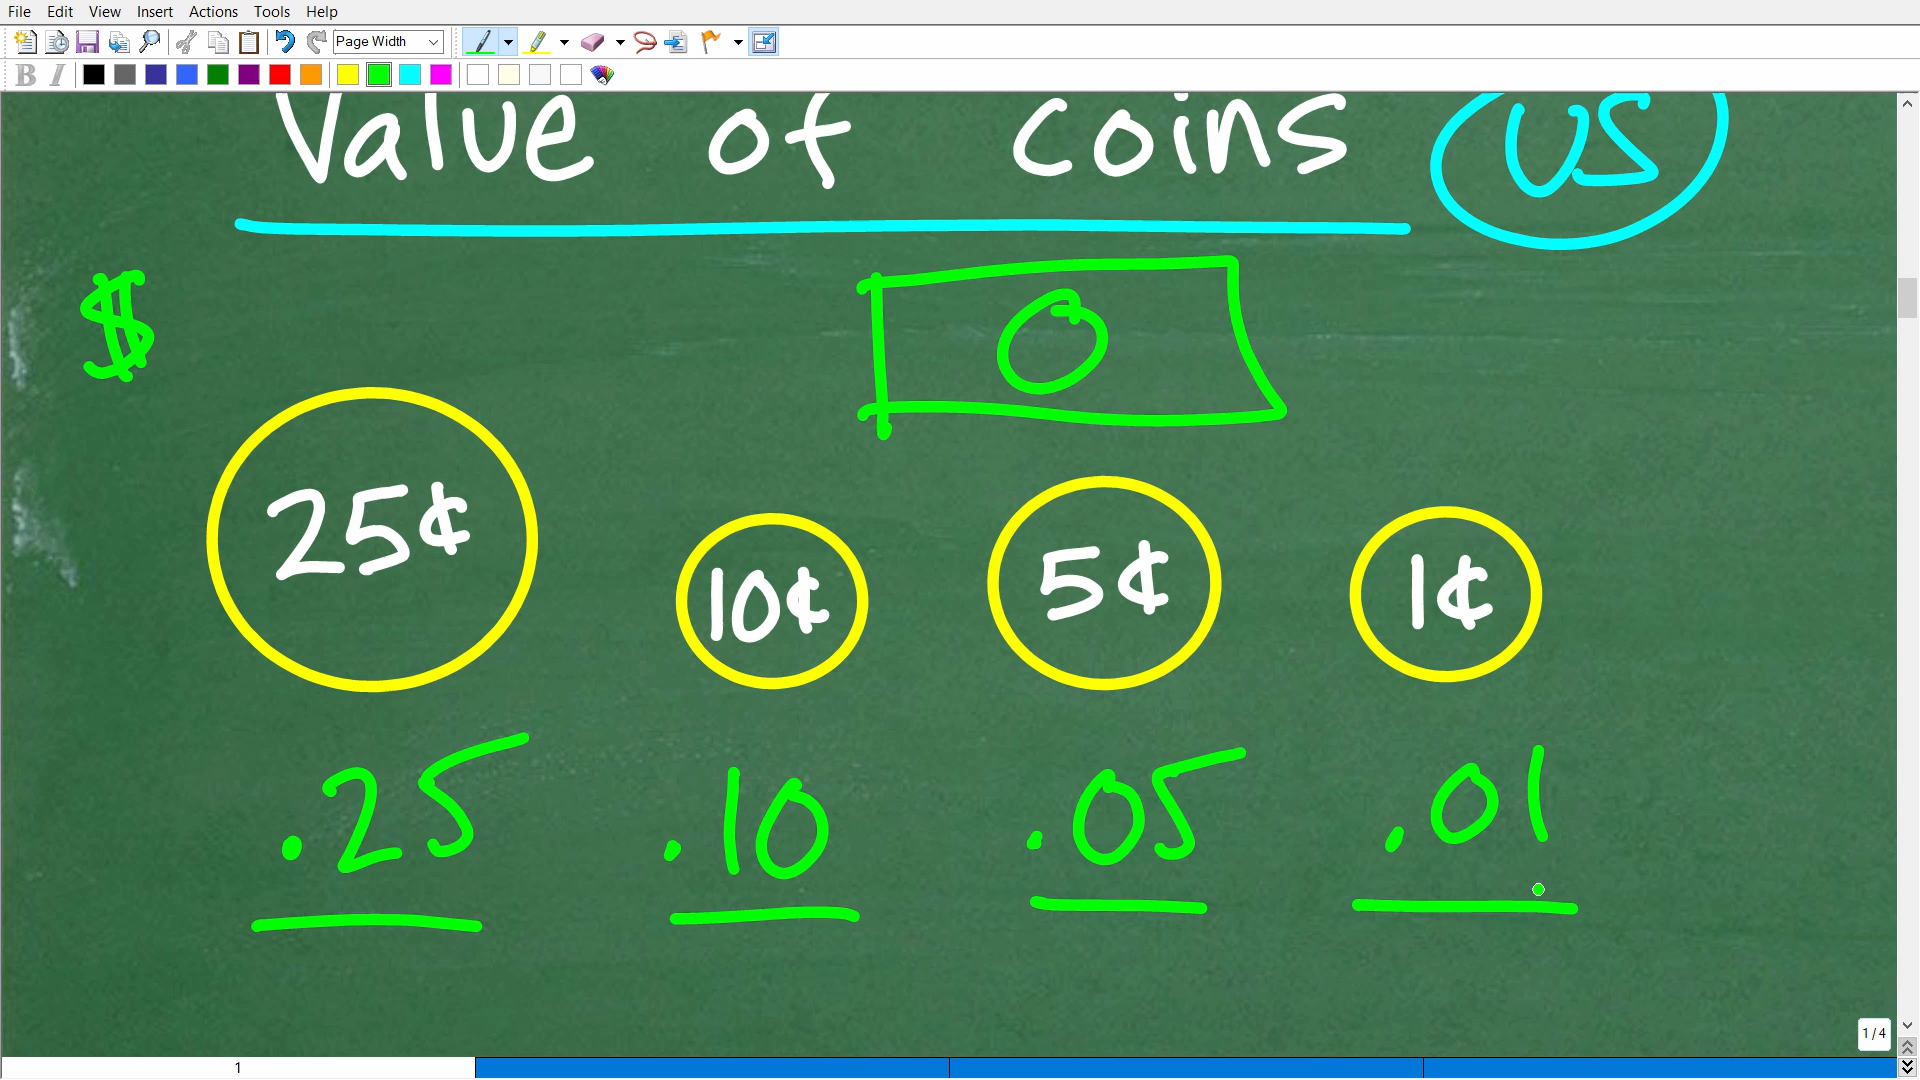 File Edit View Insert Actions Tools Help
Page Width
B I
Value of coins US
$
25¢ 10¢ 5¢ 1¢
.25 .10 .05 .01
1 / 4
1